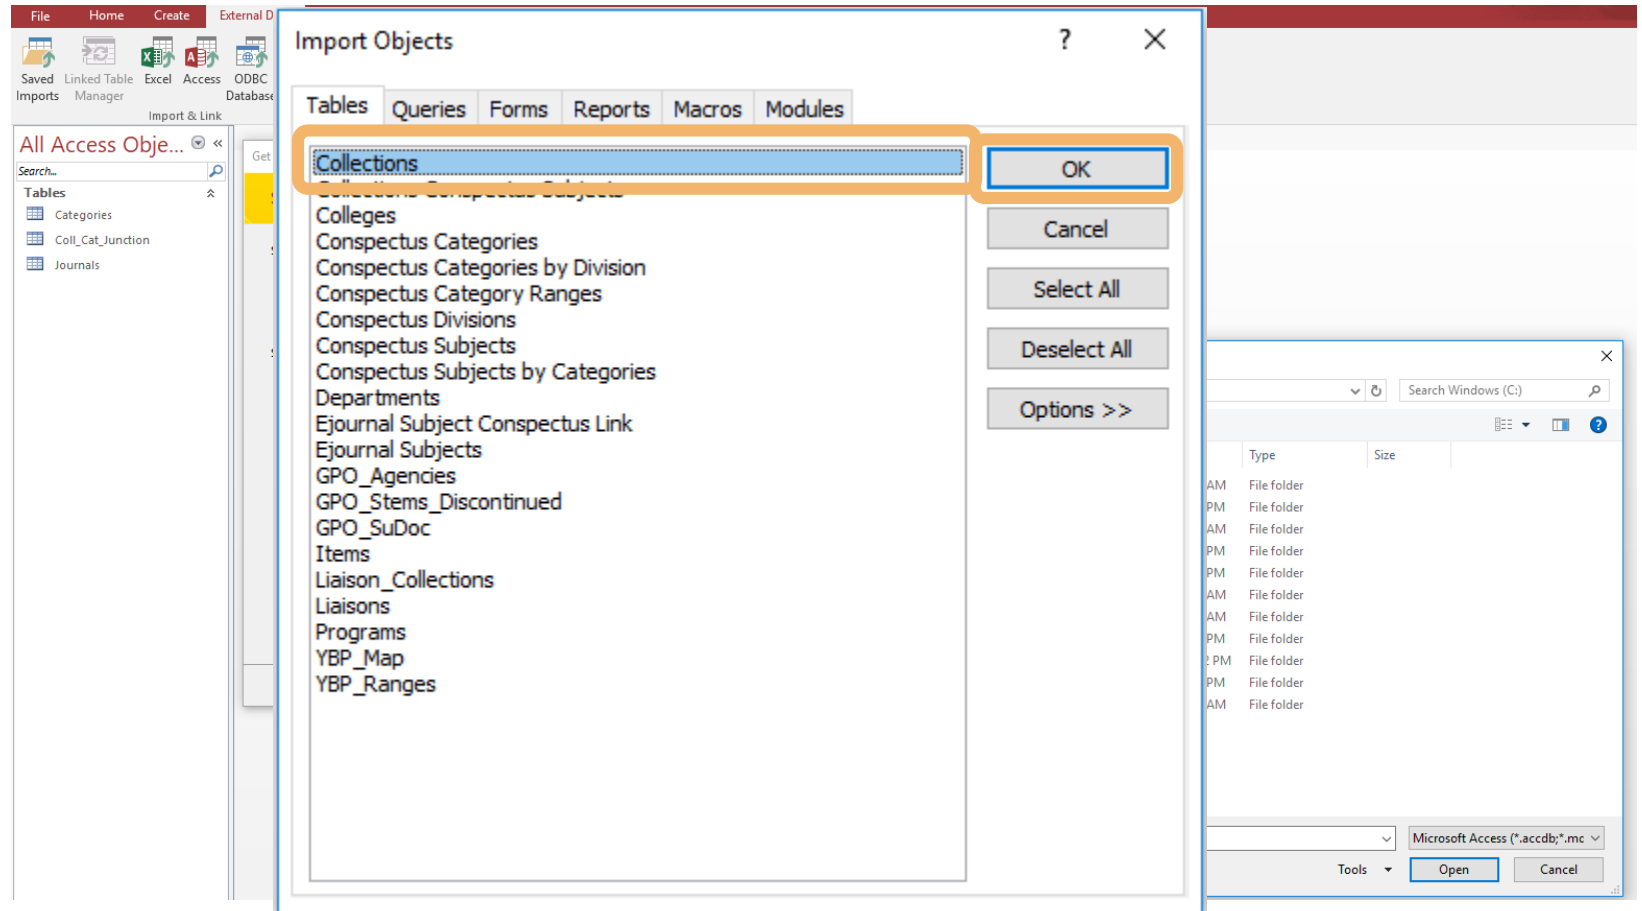 File Home Create External D
Saved Imports
Linked Table Manager
Excel
Access
ODBC Database
Import & Link
All Access Obje... «
Search...
Tables
Categories
Coll_Cat_Junction
Journals
Get
Import Objects ? ×
Tables Queries Forms Reports Macros Modules
Collections
Collections Conspectus Subjects
Colleges
Conspectus Categories
Conspectus Categories by Division
Conspectus Category Ranges
Conspectus Divisions
Conspectus Subjects
Conspectus Subjects by Categories
Departments
Ejournal Subject Conspectus Link
Ejournal Subjects
GPO_Agencies
GPO_Stems_Discontinued
GPO_SuDoc
Items
Liaison_Collections
Liaisons
Programs
YBP_Map
YBP_Ranges
OK
Cancel
Select All
Deselect All
Options >>
Search Windows (C:)
Type Size
AM File folder
PM File folder
AM File folder
PM File folder
PM File folder
AM File folder
AM File folder
PM File folder
PM File folder
PM File folder
AM File folder
Microsoft Access (*.accdb;*.mc
Tools Open Cancel